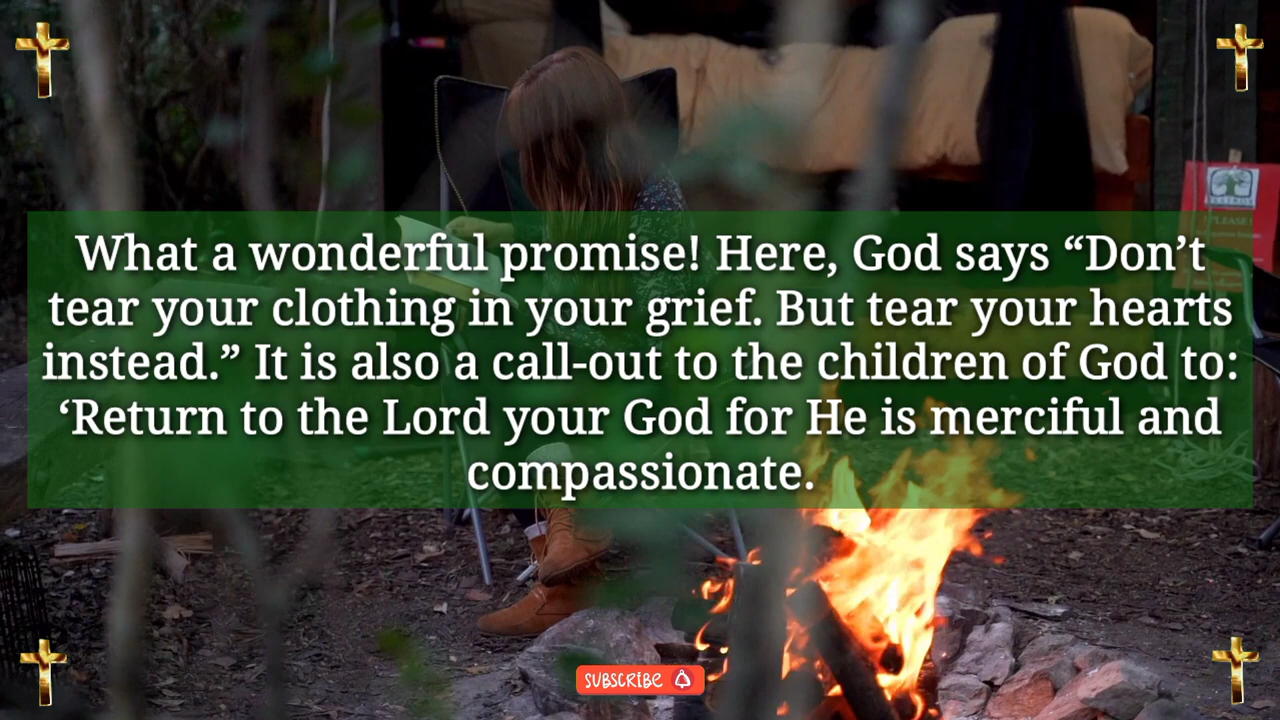 What a wonderful promise! Here, God says “Don’t
tear your clothing in your grief. But tear your hearts
instead.” It is also a call-out to the children of God to:
‘Return to the Lord your God for He is merciful and
compassionate.
SUBSCRIBE